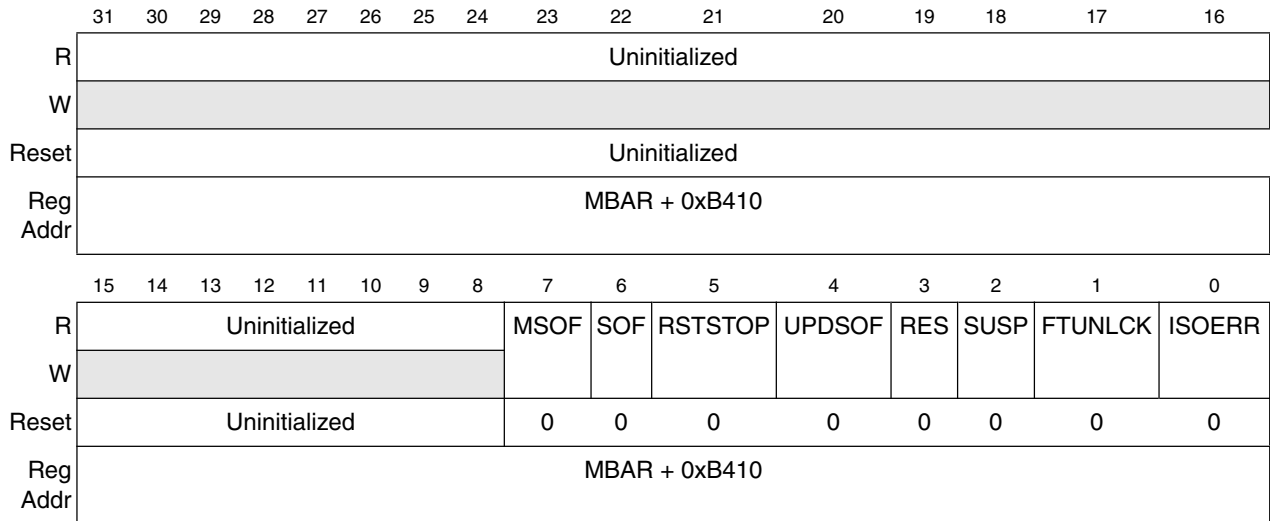 31 30 29 28 27 26 25 24 23 22 21 20 19 18 17 16
R Uninitialized
W
Reset Uninitialized
Reg Addr MBAR + 0xB410
15 14 13 12 11 10 9 8 7 6 5 4 3 2 1 0
R Uninitialized MSOF SOF RSTSTOP UPDSOF RES SUSP FTUNLCK ISOERR
W
Reset Uninitialized 0 0 0 0 0 0 0 0
Reg Addr MBAR + 0xB410